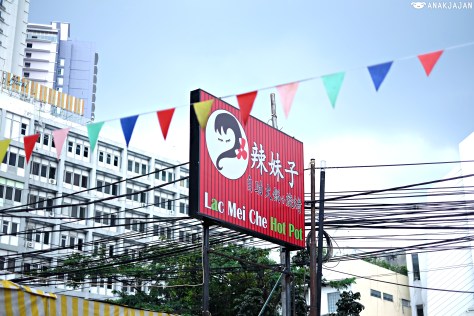 ANAKJAJAN
辣妹子
Lac Mei Che Hot Pot